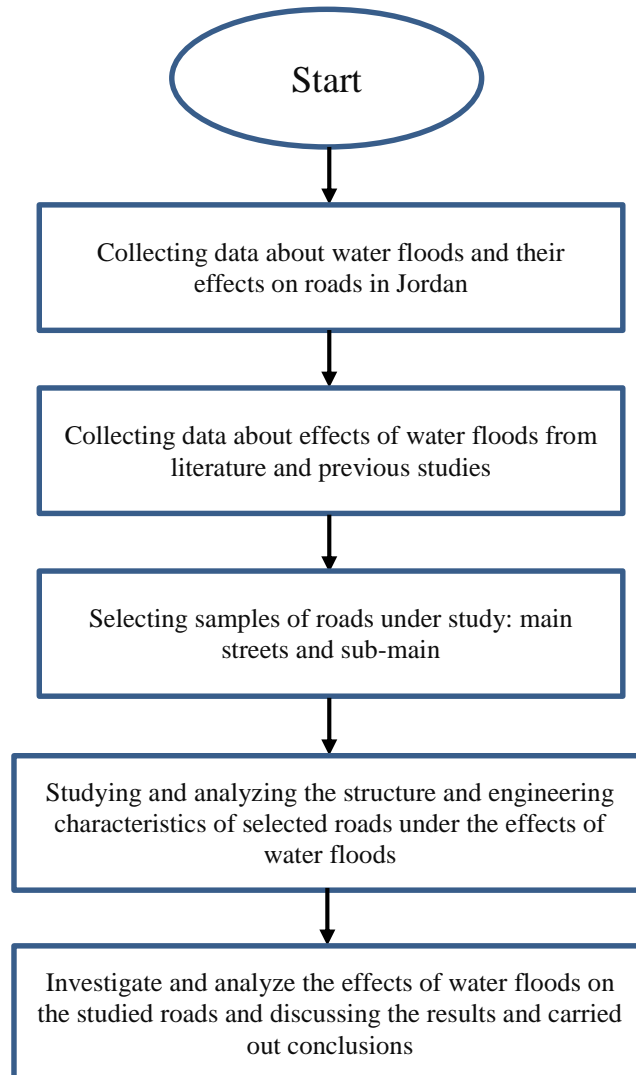 Start
Collecting data about water floods and their
effects on roads in Jordan
Collecting data about effects of water floods from
literature and previous studies
Selecting samples of roads under study: main
streets and sub-main
Studying and analyzing the structure and engineering
characteristics of selected roads under the effects of
water floods
Investigate and analyze the effects of water floods on
the studied roads and discussing the results and carried
out conclusions